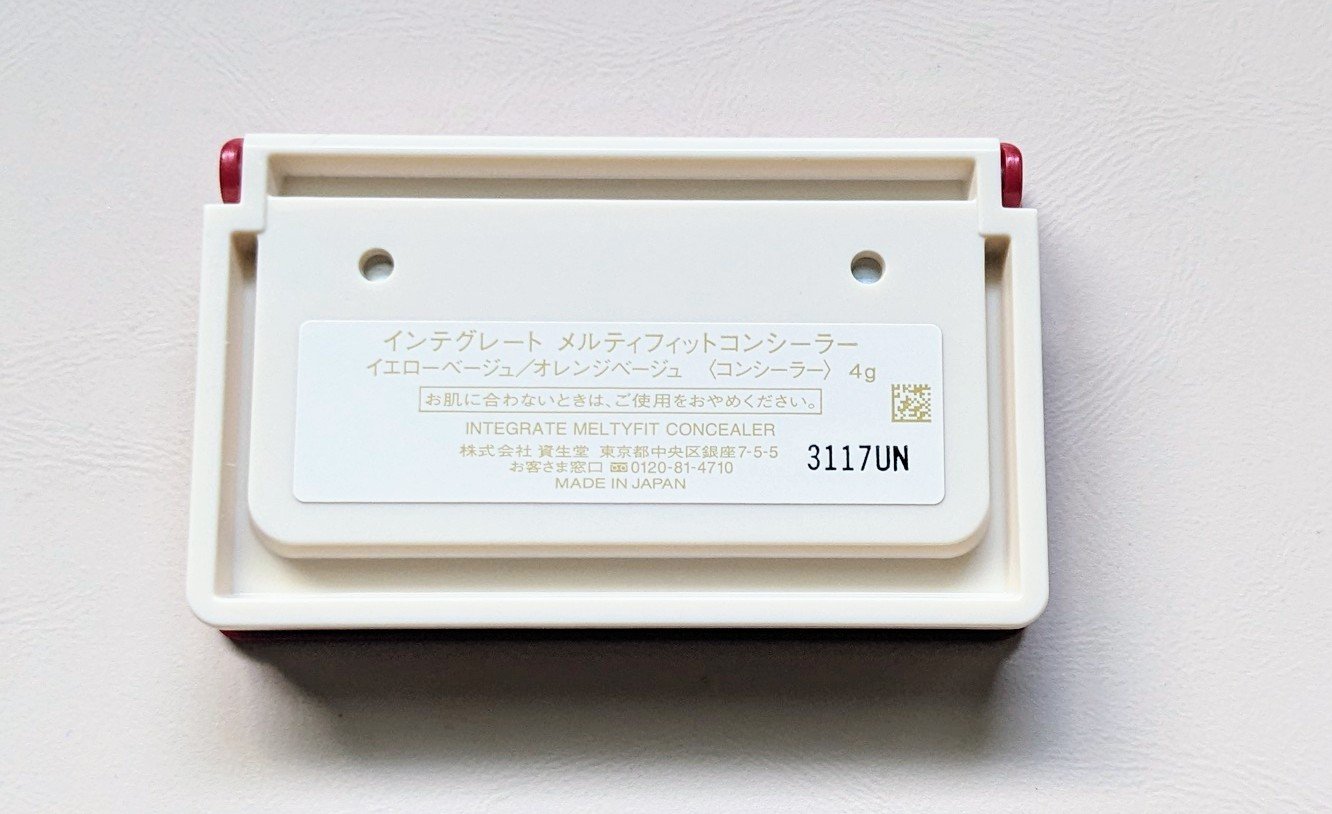 インテグレート メルティフィットコンシーラー
イエローベージュ/オレンジベージュ 〈コンシーラー〉 4g
お肌に合わないときは、ご使用をおやめください。
INTEGRATE MELTYFIT CONCEALER
株式会社 資生堂 東京都中央区銀座7-5-5
お客さま窓口 0120-81-4710
MADE IN JAPAN
3117UN